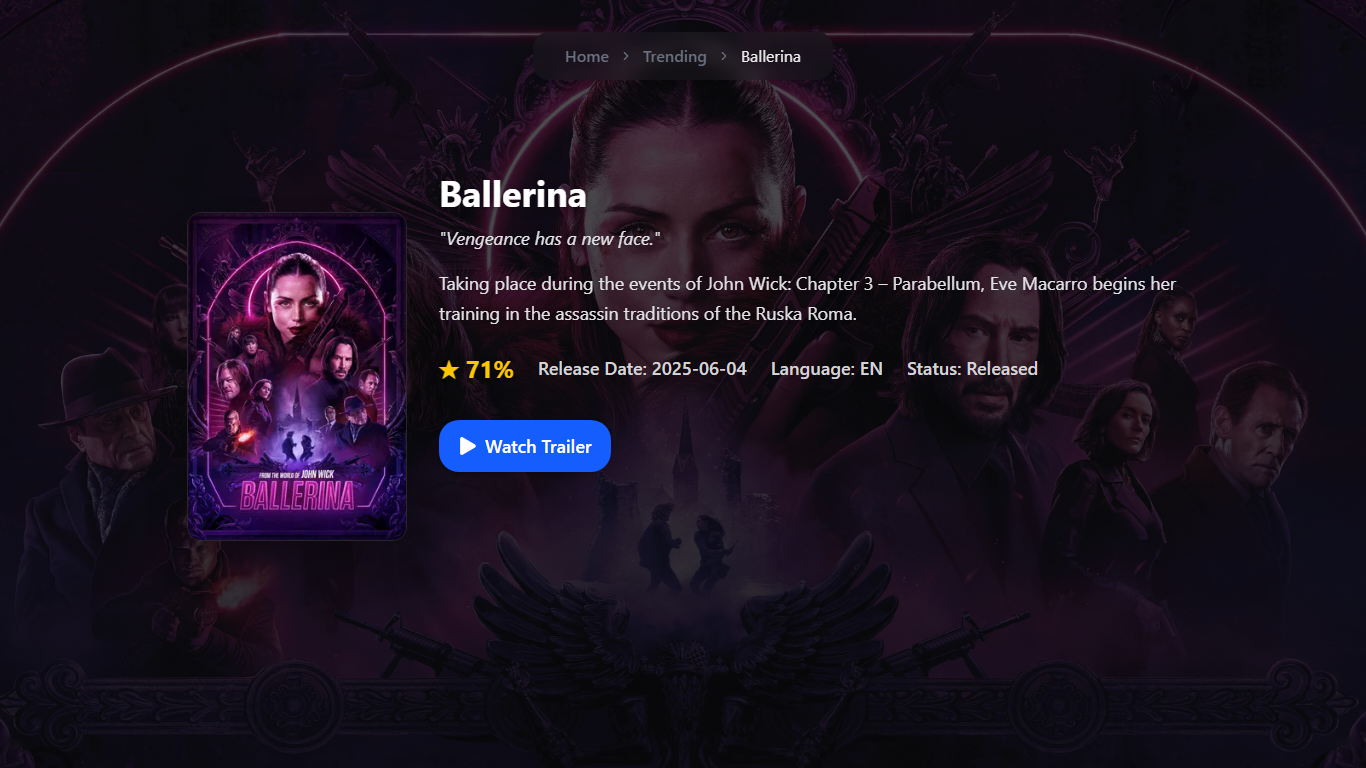 Home > Trending > Ballerina
Ballerina
"Vengeance has a new face."
Taking place during the events of John Wick: Chapter 3 – Parabellum, Eve Macarro begins her
training in the assassin traditions of the Ruska Roma.
★ 71% Release Date: 2025-06-04 Language: EN Status: Released
Watch Trailer
FROM THE WORLD OF JOHN WICK
BALLERINA